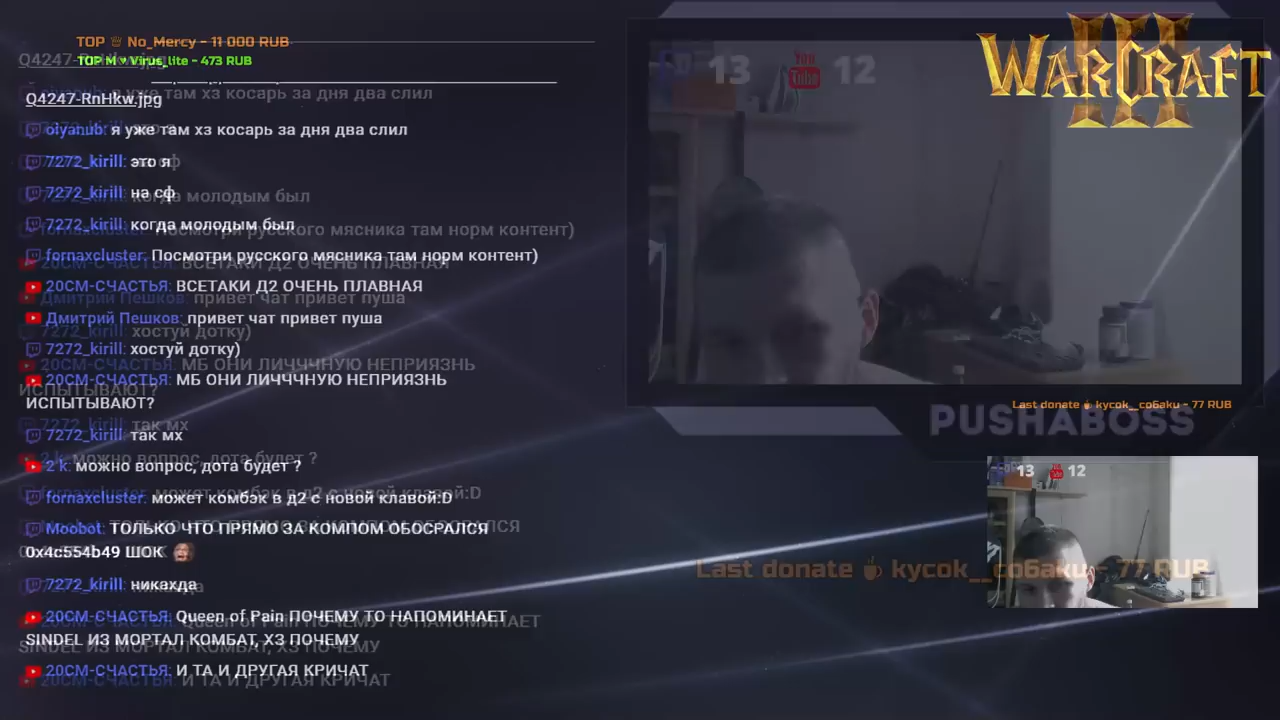 TOP ♕ No_Mercy - 11 000 RUB
TOP M ♥ Virus_lite - 473 RUB
Q4247-RnHkw.jpg
oiyanub: я уже там хз косарь за дня два слил
7272_kirill: это я
7272_kirill: на сф
7272_kirill: когда молодым был
fornaxcluster: Посмотри русского мясника там норм контент)
20СМ-СЧАСТЬЯ: ВСЕТАКИ Д2 ОЧЕНЬ ПЛАВНАЯ
Дмитрий Пешков: привет чат привет пуша
7272_kirill: хостуй дотку)
20СМ-СЧАСТЬЯ: МБ ОНИ ЛИЧЧЧНУЮ НЕПРИЯЗНЬ
ИСПЫТЫВАЮТ?
7272_kirill: так мх
2 k: можно вопрос, дота будет ?
fornaxcluster: может комбэк в д2 с новой клавой:D
Moobot: ТОЛЬКО ЧТО ПРЯМО ЗА КОМПОМ ОБОСРАЛСЯ
0x4c554b49 ШОК
7272_kirill: никахда
20СМ-СЧАСТЬЯ: Queen of Pain ПОЧЕМУ ТО НАПОМИНАЕТ
SINDEL ИЗ МОРТАЛ КОМБАТ, ХЗ ПОЧЕМУ
20СМ-СЧАСТЬЯ: И ТА И ДРУГАЯ КРИЧАТ
13 You Tube 12
WARCRAFT III
Last donate kycok__co6aku - 77 RUB
PUSHABOSS
13 You Tube 12
Last donate kycok__co6aku - 77 RUB